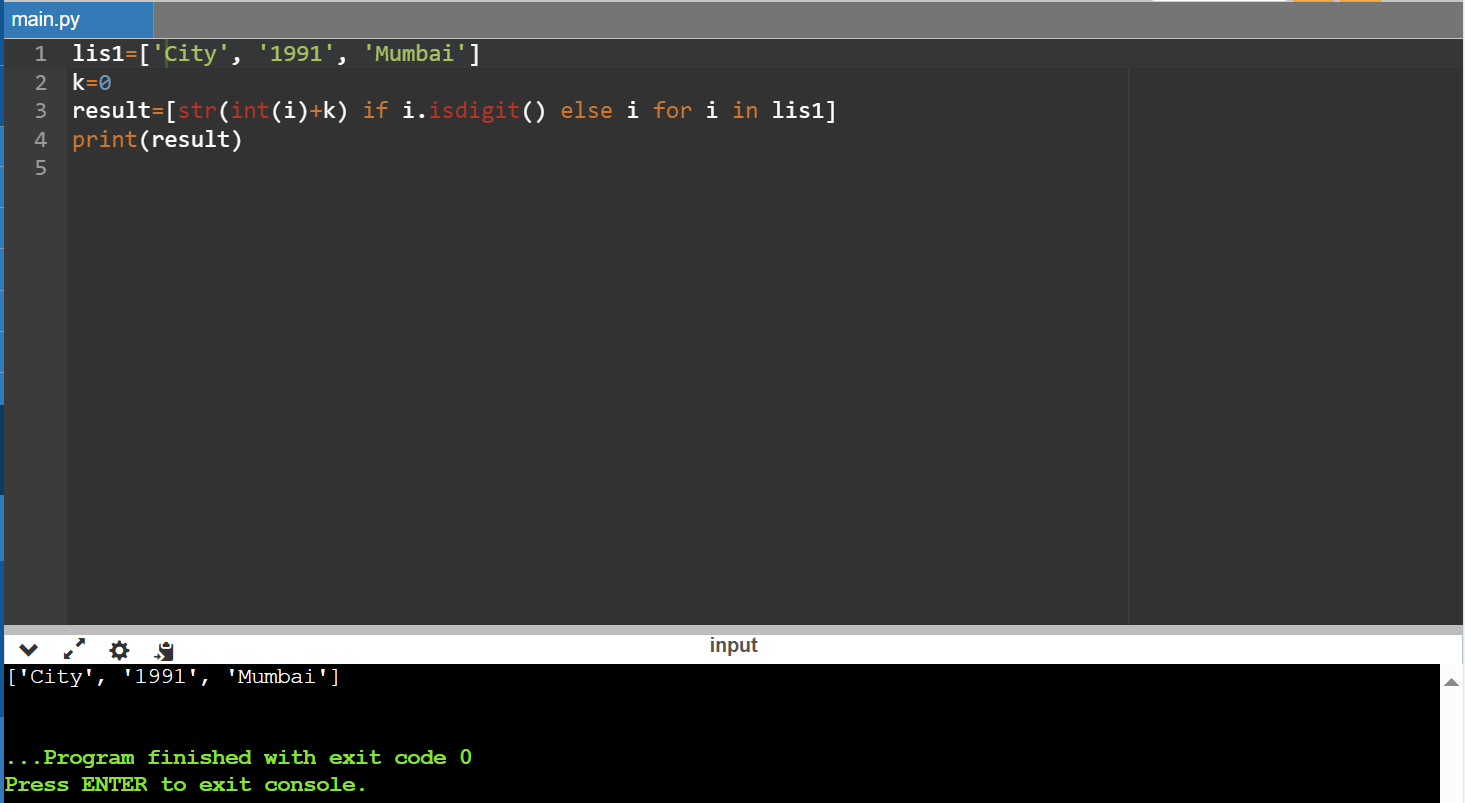 main.py
1 lis1=['City', '1991', 'Mumbai']
2 k=0
3 result=[str(int(i)+k) if i.isdigit() else i for i in lis1]
4 print(result)
5
input
['City', '1991', 'Mumbai']
...Program finished with exit code 0
Press ENTER to exit console.